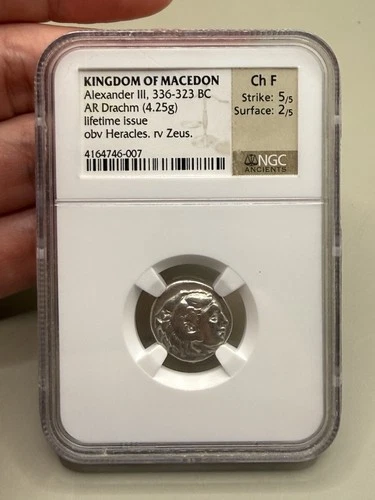 KINGDOM OF MACEDON
Alexander III, 336-323 BC
AR Drachm (4.25g)
lifetime issue
obv Heracles. rv Zeus.
4164746-007
Ch F
Strike: 5/5
Surface: 2/5
NGC
ANCIENTS